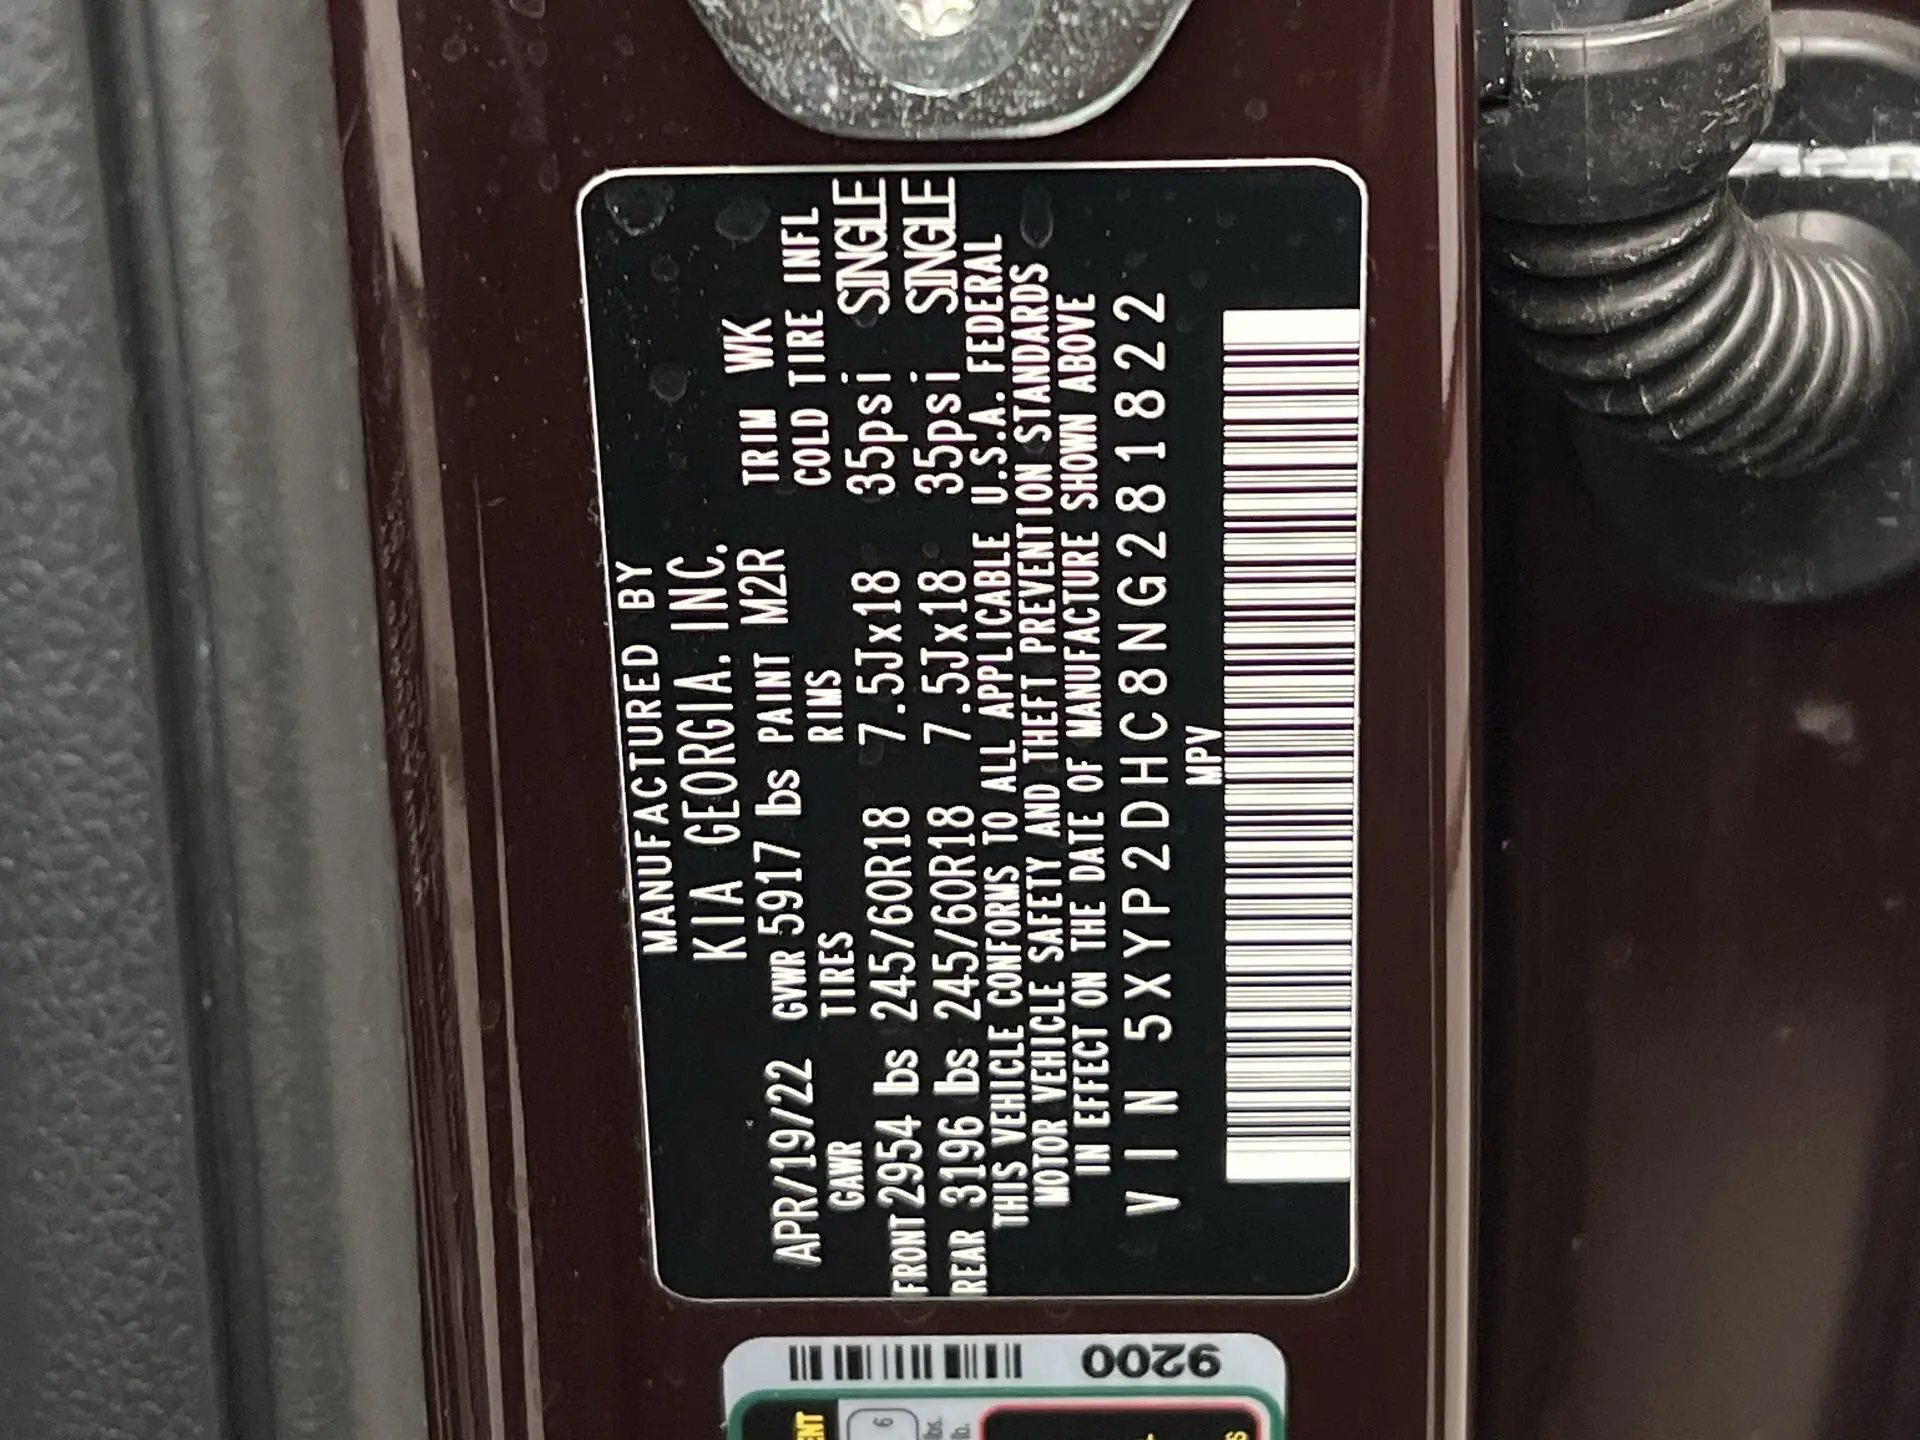 MANUFACTURED BY
KIA GEORGIA, INC.
APR/19/22 GVWR 5917 lbs PAINT M2R TRIM WK
GAWR TIRES RIMS COLD TIRE INFL
FRONT 2954 lbs 245/60R18 7.5Jx18 35psi SINGLE
REAR 3196 lbs 245/60R18 7.5Jx18 35psi SINGLE
THIS VEHICLE CONFORMS TO ALL APPLICABLE U.S.A. FEDERAL
MOTOR VEHICLE SAFETY AND THEFT PREVENTION STANDARDS
IN EFFECT ON THE DATE OF MANUFACTURE SHOWN ABOVE
VIN 5XYP2DHC8NG281822
MPV
9200
6
lbs.
lb.